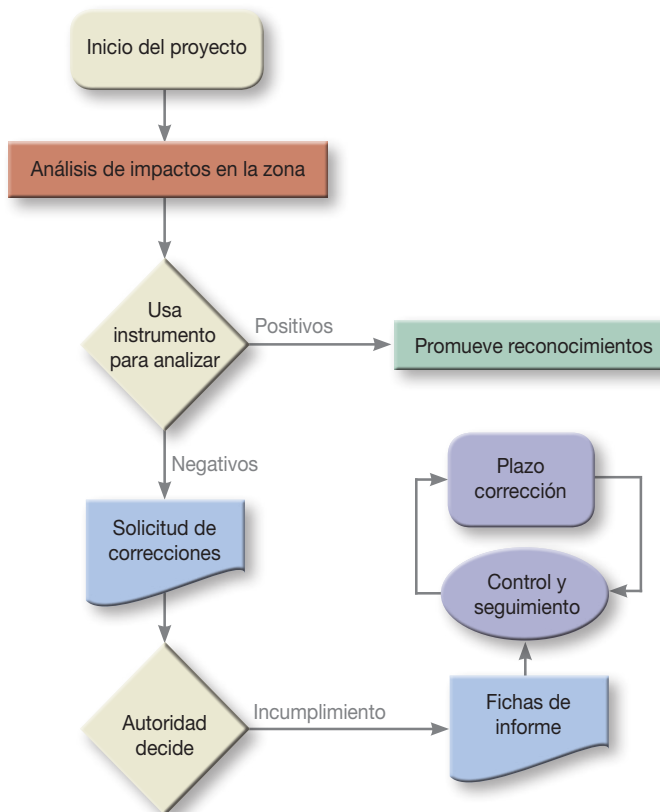 Inicio del proyecto
Análisis de impactos en la zona
Usa
instrumento
para analizar
Positivos
Promueve reconocimientos
Negativos
Solicitud de
correcciones
Plazo
corrección
Control y
seguimiento
Autoridad
decide
Incumplimiento
Fichas de
informe